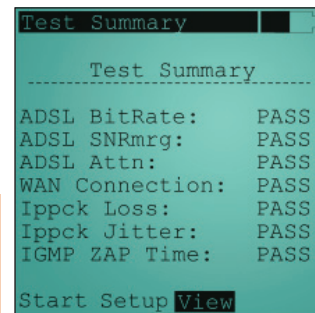 Test Summary
Test Summary
ADSL BitRate: PASS
ADSL SNRmrg: PASS
ADSL Attn: PASS
WAN Connection: PASS
Ippck Loss: PASS
Ippck Jitter: PASS
IGMP ZAP Time: PASS
Start Setup View